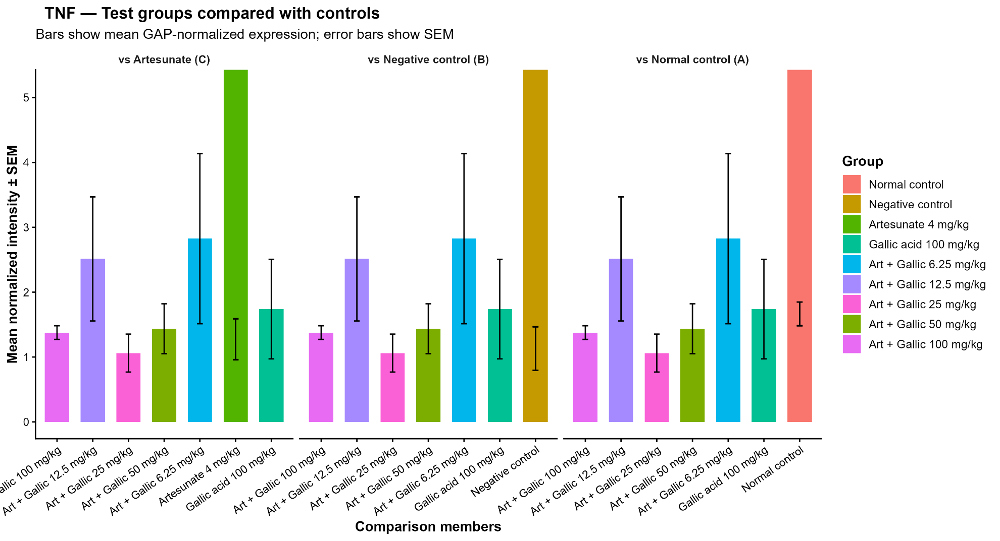 TNF — Test groups compared with controls
Bars show mean GAP-normalized expression; error bars show SEM
vs Artesunate (C)
vs Negative control (B)
vs Normal control (A)
Mean normalized intensity ± SEM
5
4
3
2
1
0
allic 100 mg/kg
Art + Gallic 12.5 mg/kg
Art + Gallic 25 mg/kg
Art + Gallic 50 mg/kg
Art + Gallic 6.25 mg/kg
Artesunate 4 mg/kg
Gallic acid 100 mg/kg
Art + Gallic 100 mg/kg
Art + Gallic 12.5 mg/kg
Art + Gallic 25 mg/kg
Art + Gallic 50 mg/kg
Art + Gallic 6.25 mg/kg
Gallic acid 100 mg/kg
Negative control
Art + Gallic 100 mg/kg
Art + Gallic 12.5 mg/kg
Art + Gallic 25 mg/kg
Art + Gallic 50 mg/kg
Art + Gallic 6.25 mg/kg
Gallic acid 100 mg/kg
Normal control
Comparison members
Group
Normal control
Negative control
Artesunate 4 mg/kg
Gallic acid 100 mg/kg
Art + Gallic 6.25 mg/kg
Art + Gallic 12.5 mg/kg
Art + Gallic 25 mg/kg
Art + Gallic 50 mg/kg
Art + Gallic 100 mg/kg